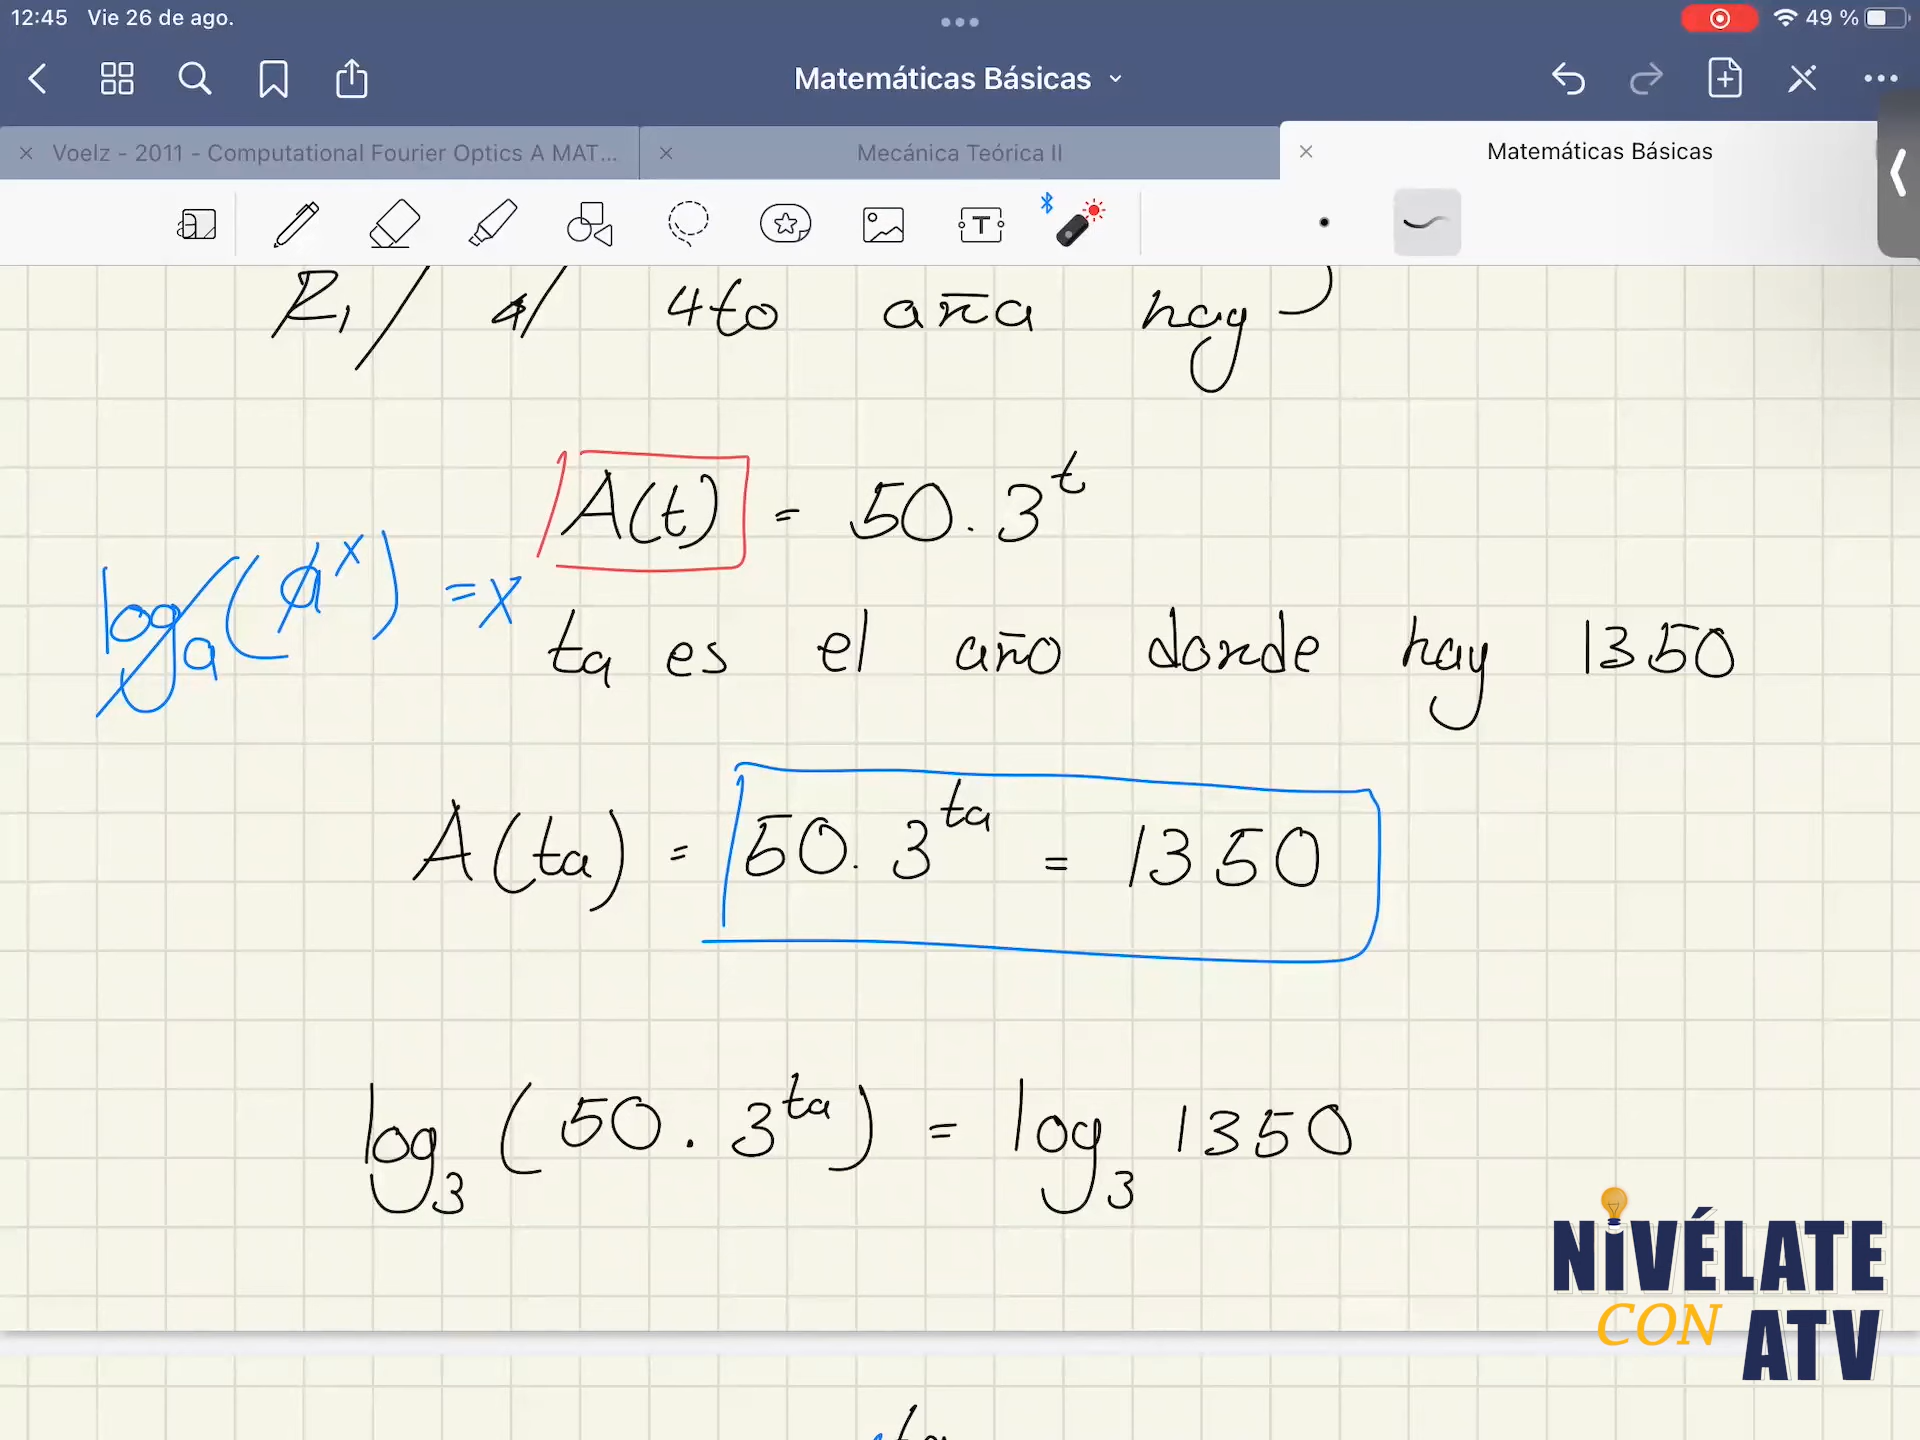 12:45 Vie 26 de ago. 49 %
Matemáticas Básicas
Voelz - 2011 - Computational Fourier Optics A MAT... Mecánica Teórica II Matemáticas Básicas
R₁/ 4/ 4to aña hay
A(t) = 50 . 3^t
log_a (a^x) = x
ta es el año donde hay 1350
A(ta) = 50 . 3^ta = 1350
log_3 (50 . 3^ta) = log_3 1350
NIVÉLATE
CON
ATV